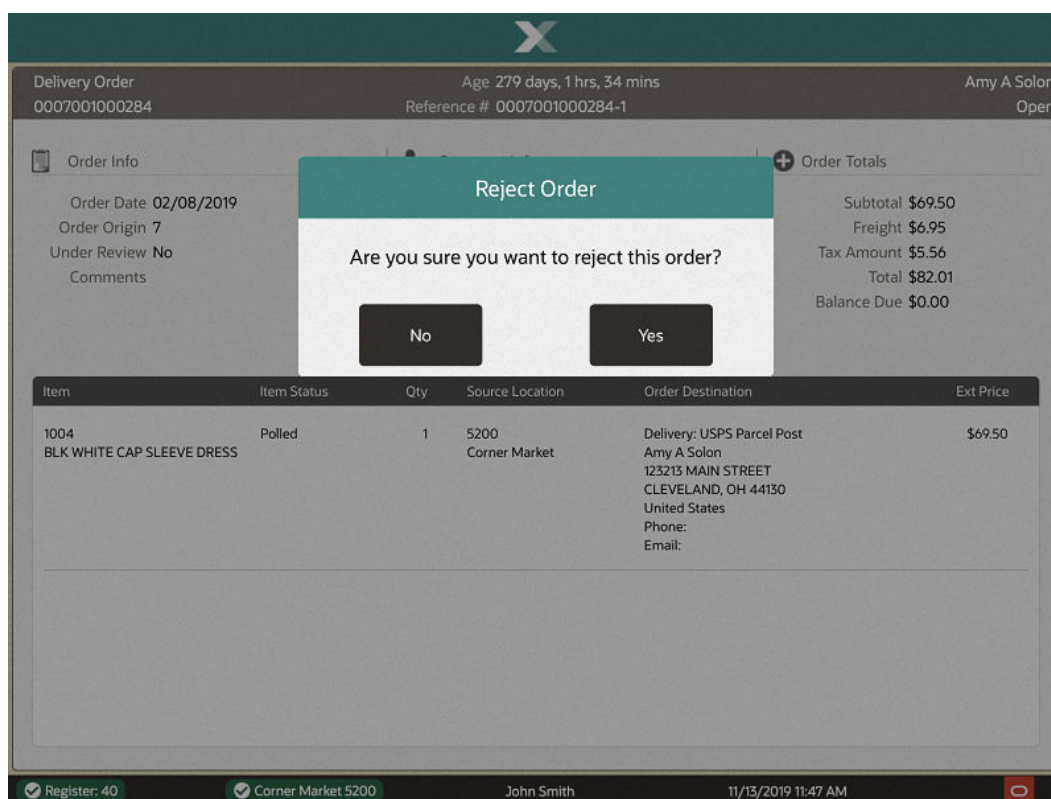 Delivery Order
Age 279 days, 1 hrs, 34 mins
Amy A Solon
0007001000284
Reference # 0007001000284-1
Order Info
Order Totals
Order Date 02/08/2019
Order Origin 7
Under Review No
Comments
Reject Order
Are you sure you want to reject this order?
No
Yes
Subtotal $69.50
Freight $6.95
Tax Amount $5.56
Total $82.01
Balance Due $0.00
Item Item Status Qty Source Location Order Destination Ext Price
1004 Polled 1 5200 Delivery: USPS Parcel Post $69.50
BLK WHITE CAP SLEEVE DRESS Corner Market Amy A Solon
123213 MAIN STREET
CLEVELAND, OH 44130
United States
Phone:
Email:
Register: 40 Corner Market 5200 John Smith 11/13/2019 11:47 AM